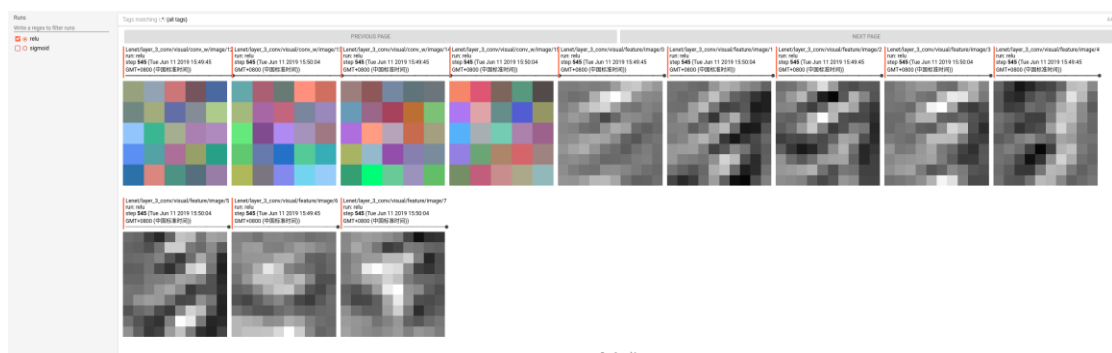 Runs
Write a regex to filter runs
relu
sigmoid
Tags matching /.*/ (all tags)
PREVIOUS PAGE
NEXT PAGE
Lenet/layer_3_conv/visual/conv_w/image/12
run: relu
step 545 (Tue Jun 11 2019 15:49:45
GMT+0800 (中国标准时间))
Lenet/layer_3_conv/visual/conv_w/image/13
run: relu
step 545 (Tue Jun 11 2019 15:50:04
GMT+0800 (中国标准时间))
Lenet/layer_3_conv/visual/conv_w/image/14
run: relu
step 545 (Tue Jun 11 2019 15:49:45
GMT+0800 (中国标准时间))
Lenet/layer_3_conv/visual/conv_w/image/15
run: relu
step 545 (Tue Jun 11 2019 15:50:04
GMT+0800 (中国标准时间))
Lenet/layer_3_conv/visual/feature/image/0
run: relu
step 545 (Tue Jun 11 2019 15:49:45
GMT+0800 (中国标准时间))
Lenet/layer_3_conv/visual/feature/image/1
run: relu
step 545 (Tue Jun 11 2019 15:50:04
GMT+0800 (中国标准时间))
Lenet/layer_3_conv/visual/feature/image/2
run: relu
step 545 (Tue Jun 11 2019 15:49:45
GMT+0800 (中国标准时间))
Lenet/layer_3_conv/visual/feature/image/3
run: relu
step 545 (Tue Jun 11 2019 15:50:04
GMT+0800 (中国标准时间))
Lenet/layer_3_conv/visual/feature/image/4
run: relu
step 545 (Tue Jun 11 2019 15:49:45
GMT+0800 (中国标准时间))
Lenet/layer_3_conv/visual/feature/image/5
run: relu
step 545 (Tue Jun 11 2019 15:50:04
GMT+0800 (中国标准时间))
Lenet/layer_3_conv/visual/feature/image/6
run: relu
step 545 (Tue Jun 11 2019 15:49:45
GMT+0800 (中国标准时间))
Lenet/layer_3_conv/visual/feature/image/7
run: relu
step 545 (Tue Jun 11 2019 15:50:04
GMT+0800 (中国标准时间))